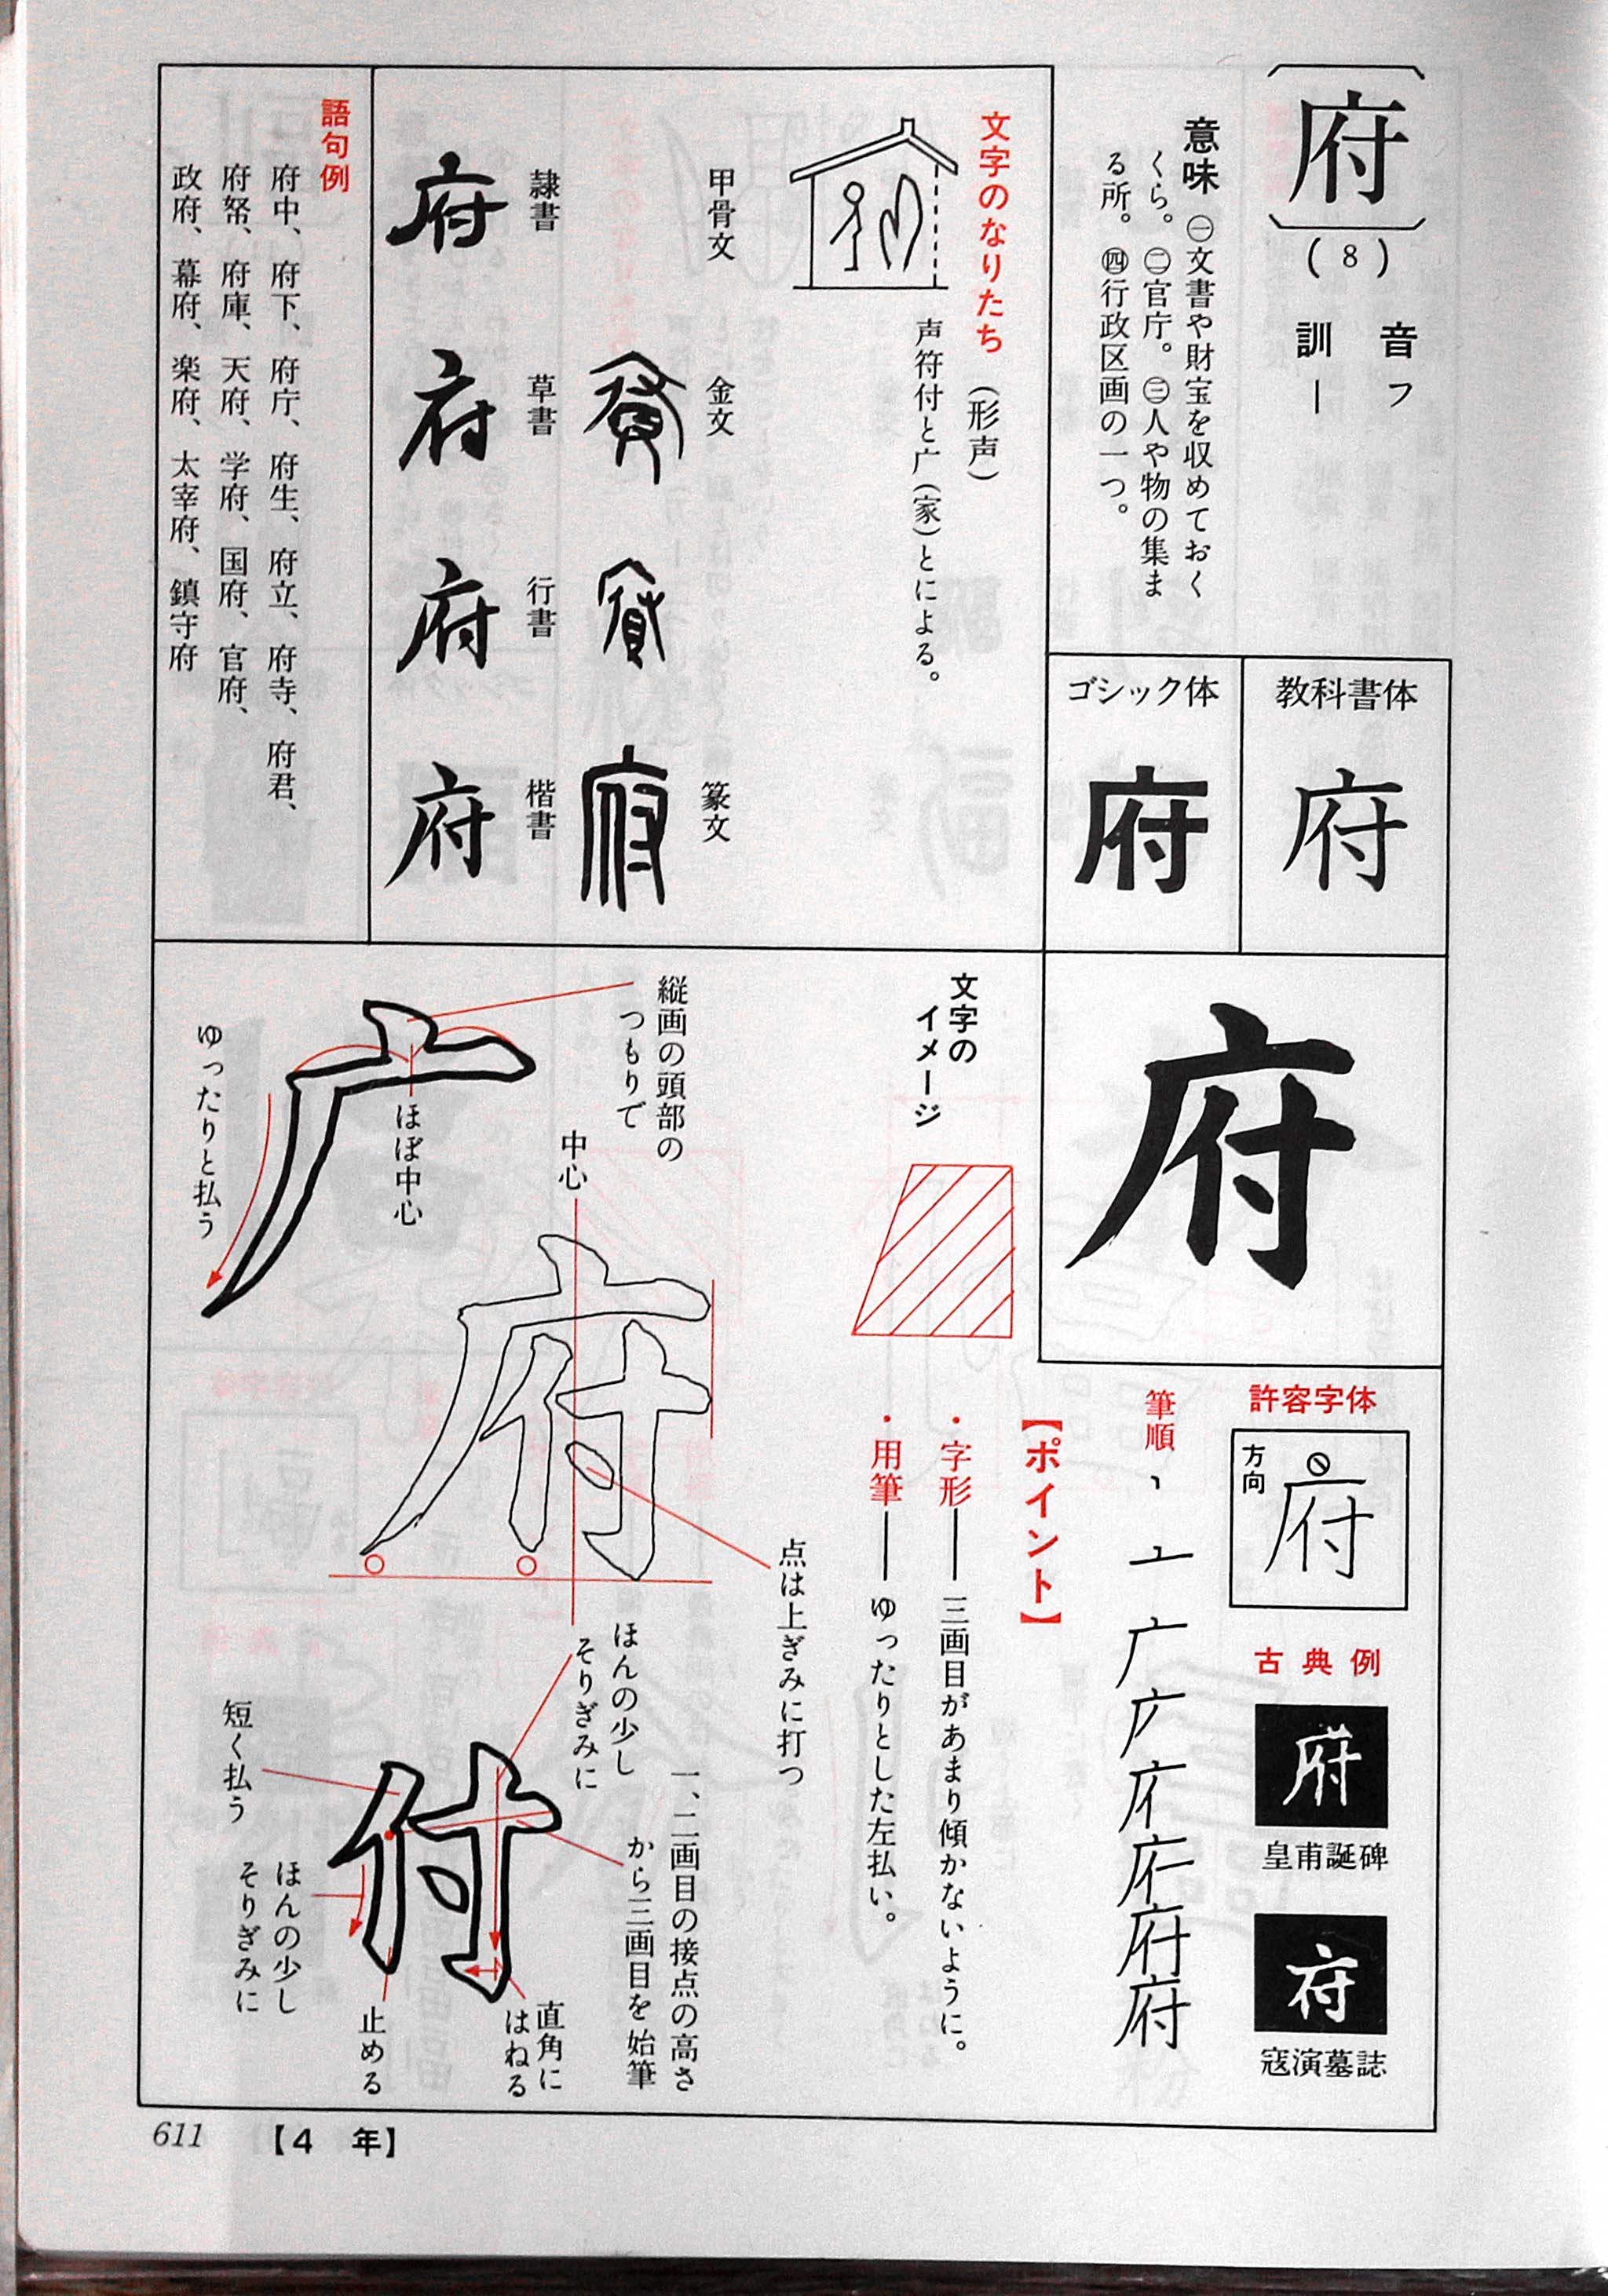 府
(8)
音 フ
訓 ー
意味 ㊀文書や財宝を収めておく
くら。㊁官庁。㊂人や物の集ま
る所。㊃行政区画の一つ。
教科書体
府
ゴシック体
府
文字のなりたち (形声)
声符付と广(家)とによる。
甲骨文
金文
篆文
隷書
府
草書
府
行書
府
楷書
府
語句例
府中、府下、府庁、府生、府立、府寺、府君、
府帑、府庫、天府、学府、国府、官府、
政府、幕府、楽府、太宰府、鎮守府
府
許容字体
方向
府
古典例
府
皇甫誕碑
府
寇演墓誌
筆順
府
【ポイント】
・字形——三画目があまり傾かないように。
・用筆——ゆったりとした左払い。
文字の
イメージ
縦画の頭部の
つもりで
ほぼ中心
ゆったりと払う
中心
府
点は上ぎみに打つ
ほんの少し
そりぎみに
一、二画目の接点の高さ
から三画目を始筆
付
短く払う
ほんの少し
そりぎみに
止める
直角に
はねる
611
【4 年】